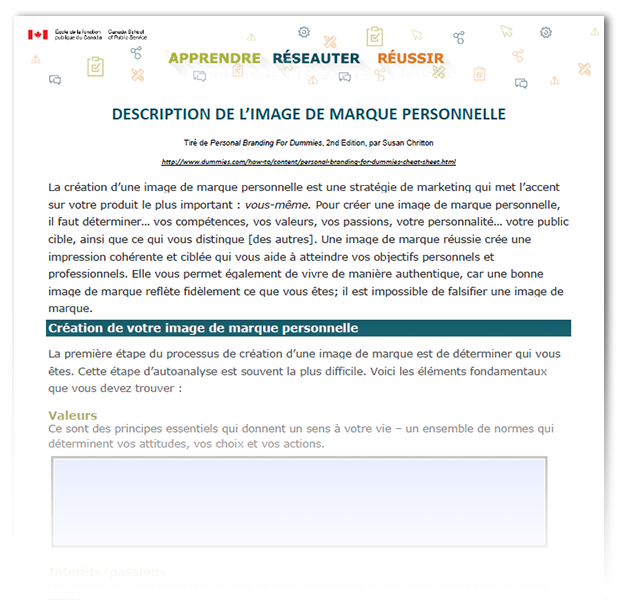 École de la fonction publique du Canada
Canada School of Public Service
APPRENDRE RÉSEAUTER RÉUSSIR
DESCRIPTION DE L'IMAGE DE MARQUE PERSONNELLE
Tiré de Personal Branding For Dummies, 2nd Edition, par Susan Chritton
http://www.dummies.com/how-to/content/personal-branding-for-dummies-cheat-sheet.html
La création d'une image de marque personnelle est une stratégie de marketing qui met l'accent
sur votre produit le plus important : vous-même. Pour créer une image de marque personnelle,
il faut déterminer… vos compétences, vos valeurs, vos passions, votre personnalité… votre public
cible, ainsi que ce qui vous distingue [des autres]. Une image de marque réussie crée une
impression cohérente et ciblée qui vous aide à atteindre vos objectifs personnels et
professionnels. Elle vous permet également de vivre de manière authentique, car une bonne
image de marque reflète fidèlement ce que vous êtes; il est impossible de falsifier une image de
marque.
Création de votre image de marque personnelle
La première étape du processus de création d'une image de marque est de déterminer qui vous
êtes. Cette étape d'autoanalyse est souvent la plus difficile. Voici les éléments fondamentaux
que vous devez trouver :
Valeurs
Ce sont des principes essentiels qui donnent un sens à votre vie – un ensemble de normes qui
déterminent vos attitudes, vos choix et vos actions.
Intérêts/passions